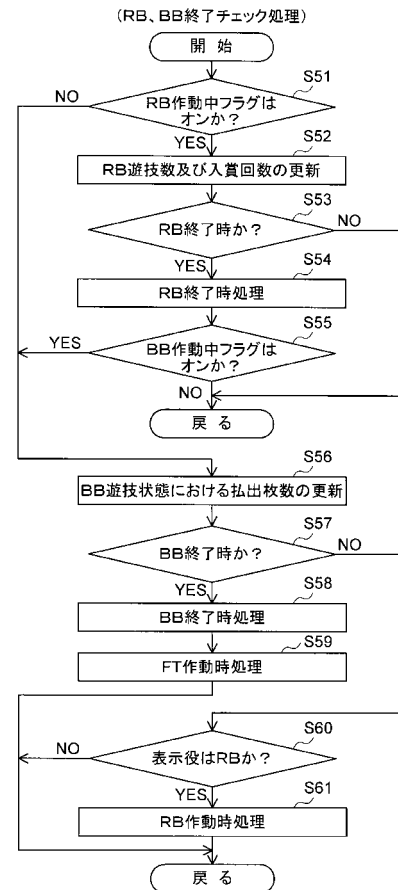 (RB、BB終了チェック処理)
開 始
S51
RB作動中フラグは
オンか？
NO
YES
S52
RB遊技数及び入賞回数の更新
S53
RB終了時か？
NO
YES
S54
RB終了時処理
S55
BB作動中フラグは
オンか？
YES
NO
戻 る
S56
BB遊技状態における払出枚数の更新
S57
BB終了時か？
NO
YES
S58
BB終了時処理
S59
FT作動時処理
S60
表示役はRBか？
NO
YES
S61
RB作動時処理
戻 る